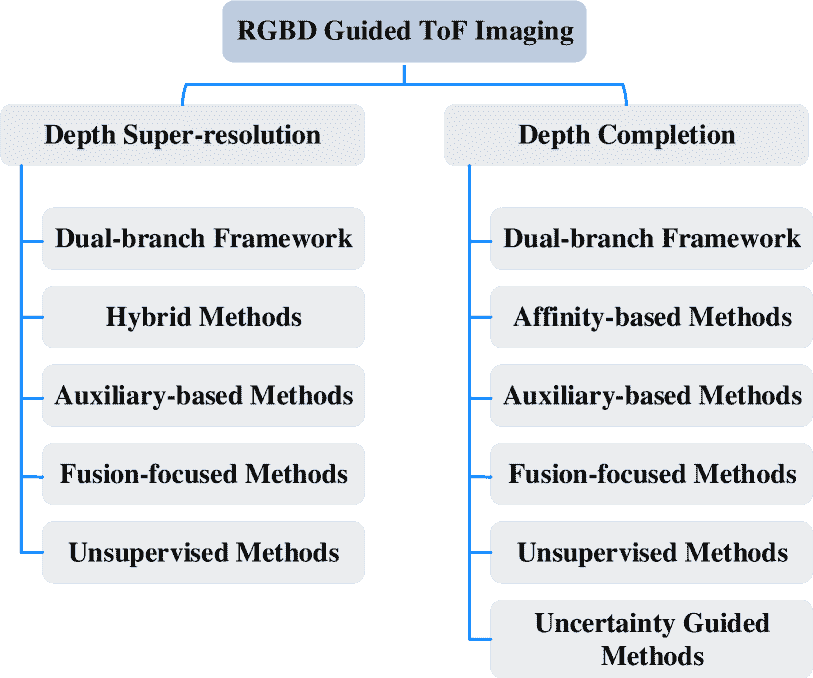 RGBD Guided ToF Imaging
Depth Super-resolution
Dual-branch Framework
Hybrid Methods
Auxiliary-based Methods
Fusion-focused Methods
Unsupervised Methods
Depth Completion
Dual-branch Framework
Affinity-based Methods
Auxiliary-based Methods
Fusion-focused Methods
Unsupervised Methods
Uncertainty Guided
Methods